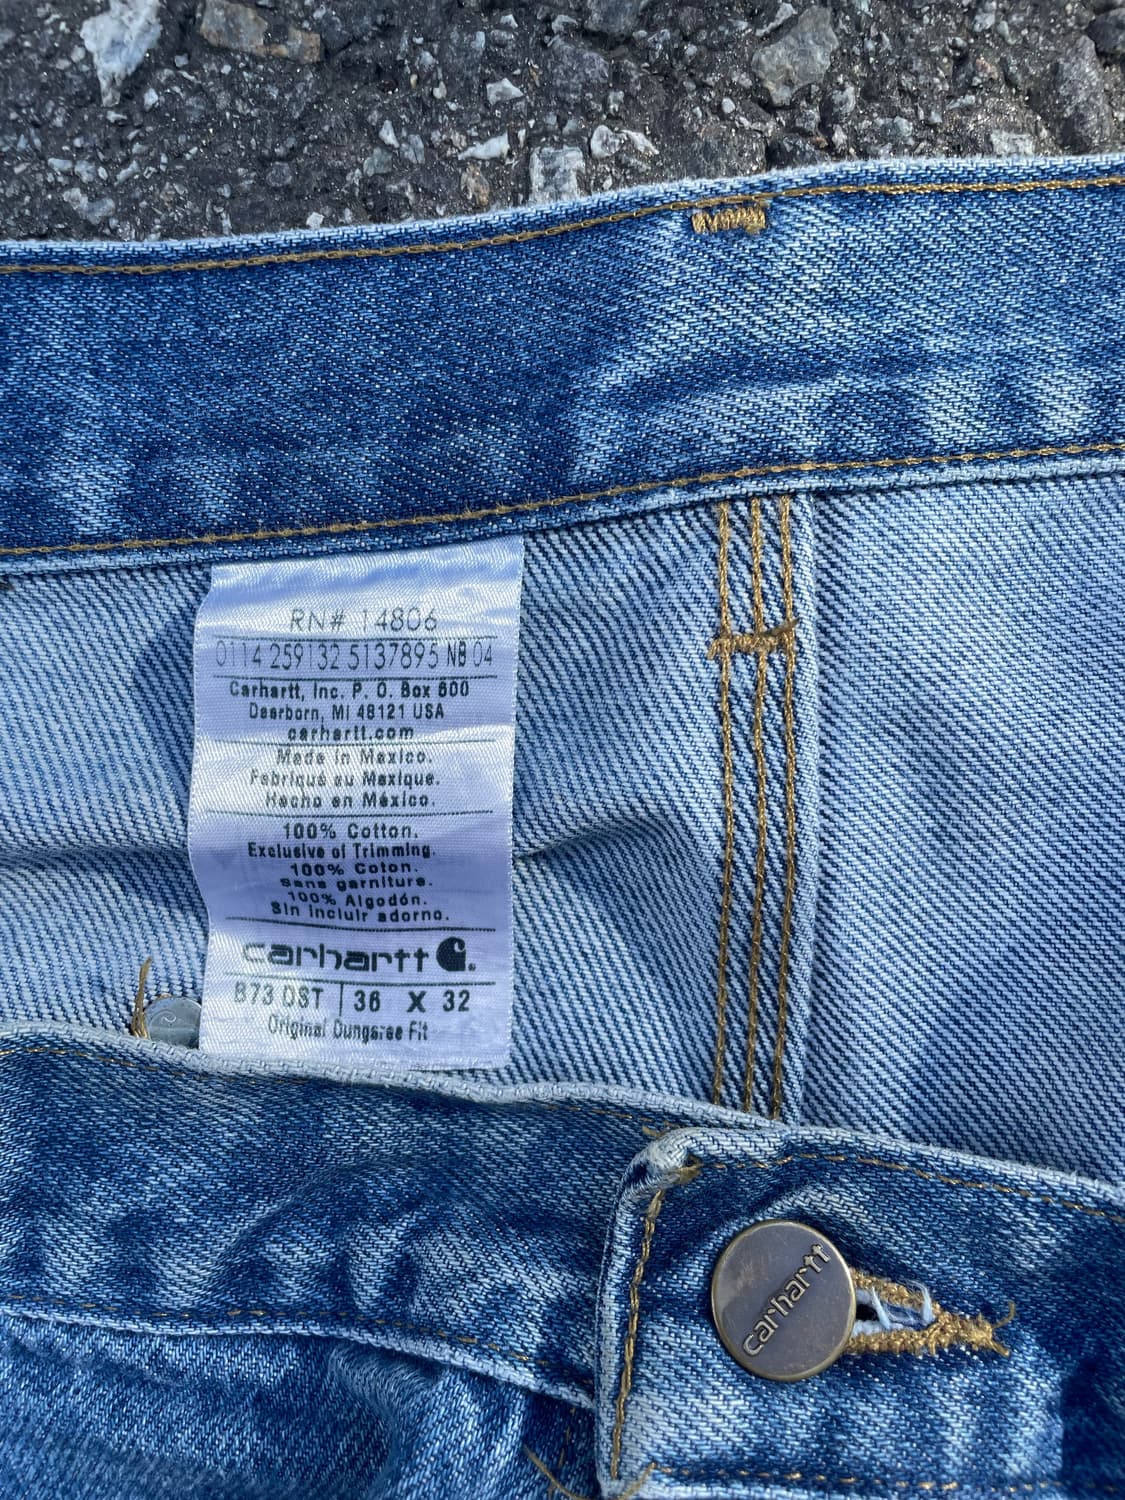 RN# 14806
0114 259132 5137895 NB 04
Carhartt, Inc. P. O. Box 600
Dearborn, MI 48121 USA
carhartt.com
Made in Mexico.
Fabriqué au Mexique.
Hecho en México.
100% Cotton.
Exclusive of Trimming.
100% Coton.
sans garniture.
100% Algodón.
Sin incluir adorno.
carhartt
B73 DST | 36 X 32
Original Dungaree Fit
carhartt